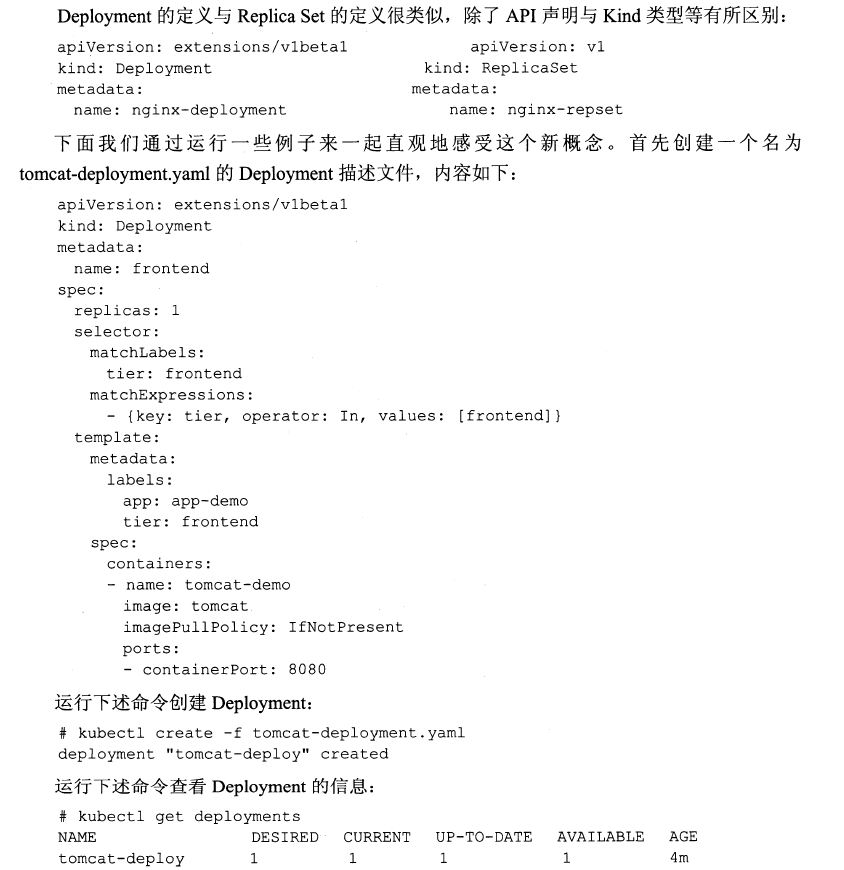 Deployment 的定义与 Replica Set 的定义很类似，除了 API 声明与 Kind 类型等有所区别：
apiVersion: extensions/v1beta1    apiVersion: v1
kind: Deployment    kind: ReplicaSet
metadata:    metadata:
  name: nginx-deployment    name: nginx-repset
下面我们通过运行一些例子来一起直观地感受这个新概念。首先创建一个名为
tomcat-deployment.yaml 的 Deployment 描述文件，内容如下：
apiVersion: extensions/v1beta1
kind: Deployment
metadata:
  name: frontend
spec:
  replicas: 1
  selector:
    matchLabels:
      tier: frontend
    matchExpressions:
      - {key: tier, operator: In, values: [frontend]}
  template:
    metadata:
      labels:
        app: app-demo
        tier: frontend
    spec:
      containers:
      - name: tomcat-demo
        image: tomcat
        imagePullPolicy: IfNotPresent
        ports:
        - containerPort: 8080
运行下述命令创建 Deployment：
# kubectl create -f tomcat-deployment.yaml
deployment "tomcat-deploy" created
运行下述命令查看 Deployment 的信息：
# kubectl get deployments
NAME    DESIRED    CURRENT    UP-TO-DATE    AVAILABLE    AGE
tomcat-deploy    1    1    1    1    4m